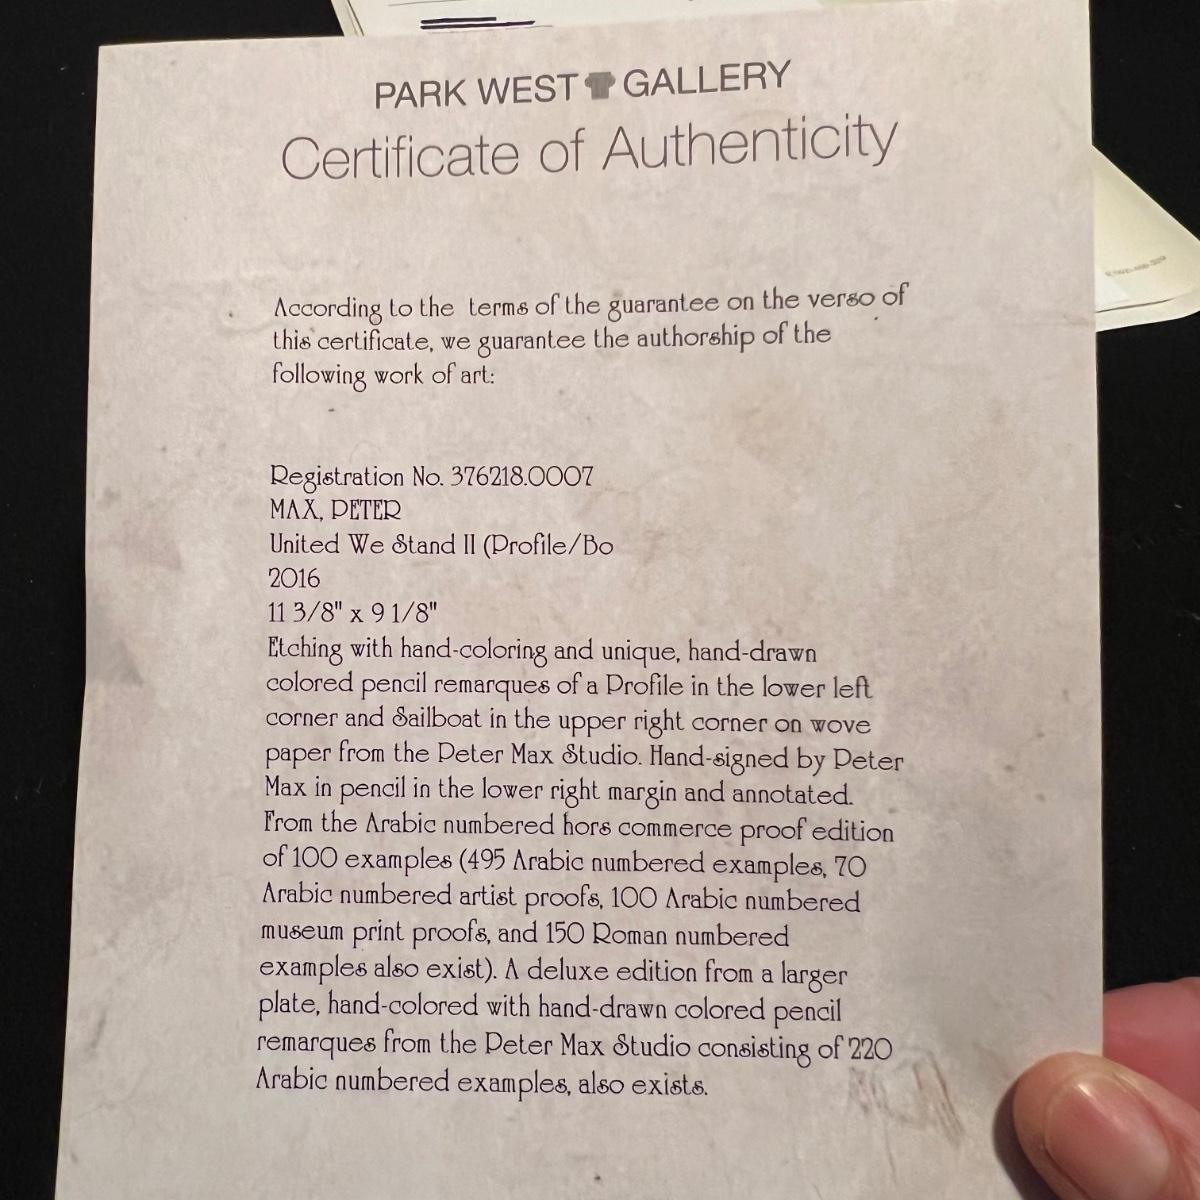 PARK WEST GALLERY
Certificate of Authenticity
According to the terms of the guarantee on the verso of
this certificate, we guarantee the authorship of the
following work of art:
Registration No. 376218.0007
MAX, PETER
United We Stand II (Profile/Bo
2016
11 3/8" x 9 1/8"
Etching with hand-coloring and unique, hand-drawn
colored pencil remarques of a Profile in the lower left
corner and Sailboat in the upper right corner on wove
paper from the Peter Max Studio. Hand-signed by Peter
Max in pencil in the lower right margin and annotated.
From the Arabic numbered hors commerce proof edition
of 100 examples (495 Arabic numbered examples, 70
Arabic numbered artist proofs, 100 Arabic numbered
museum print proofs, and 150 Roman numbered
examples also exist). A deluxe edition from a larger
plate, hand-colored with hand-drawn colored pencil
remarques from the Peter Max Studio consisting of 220
Arabic numbered examples, also exists.